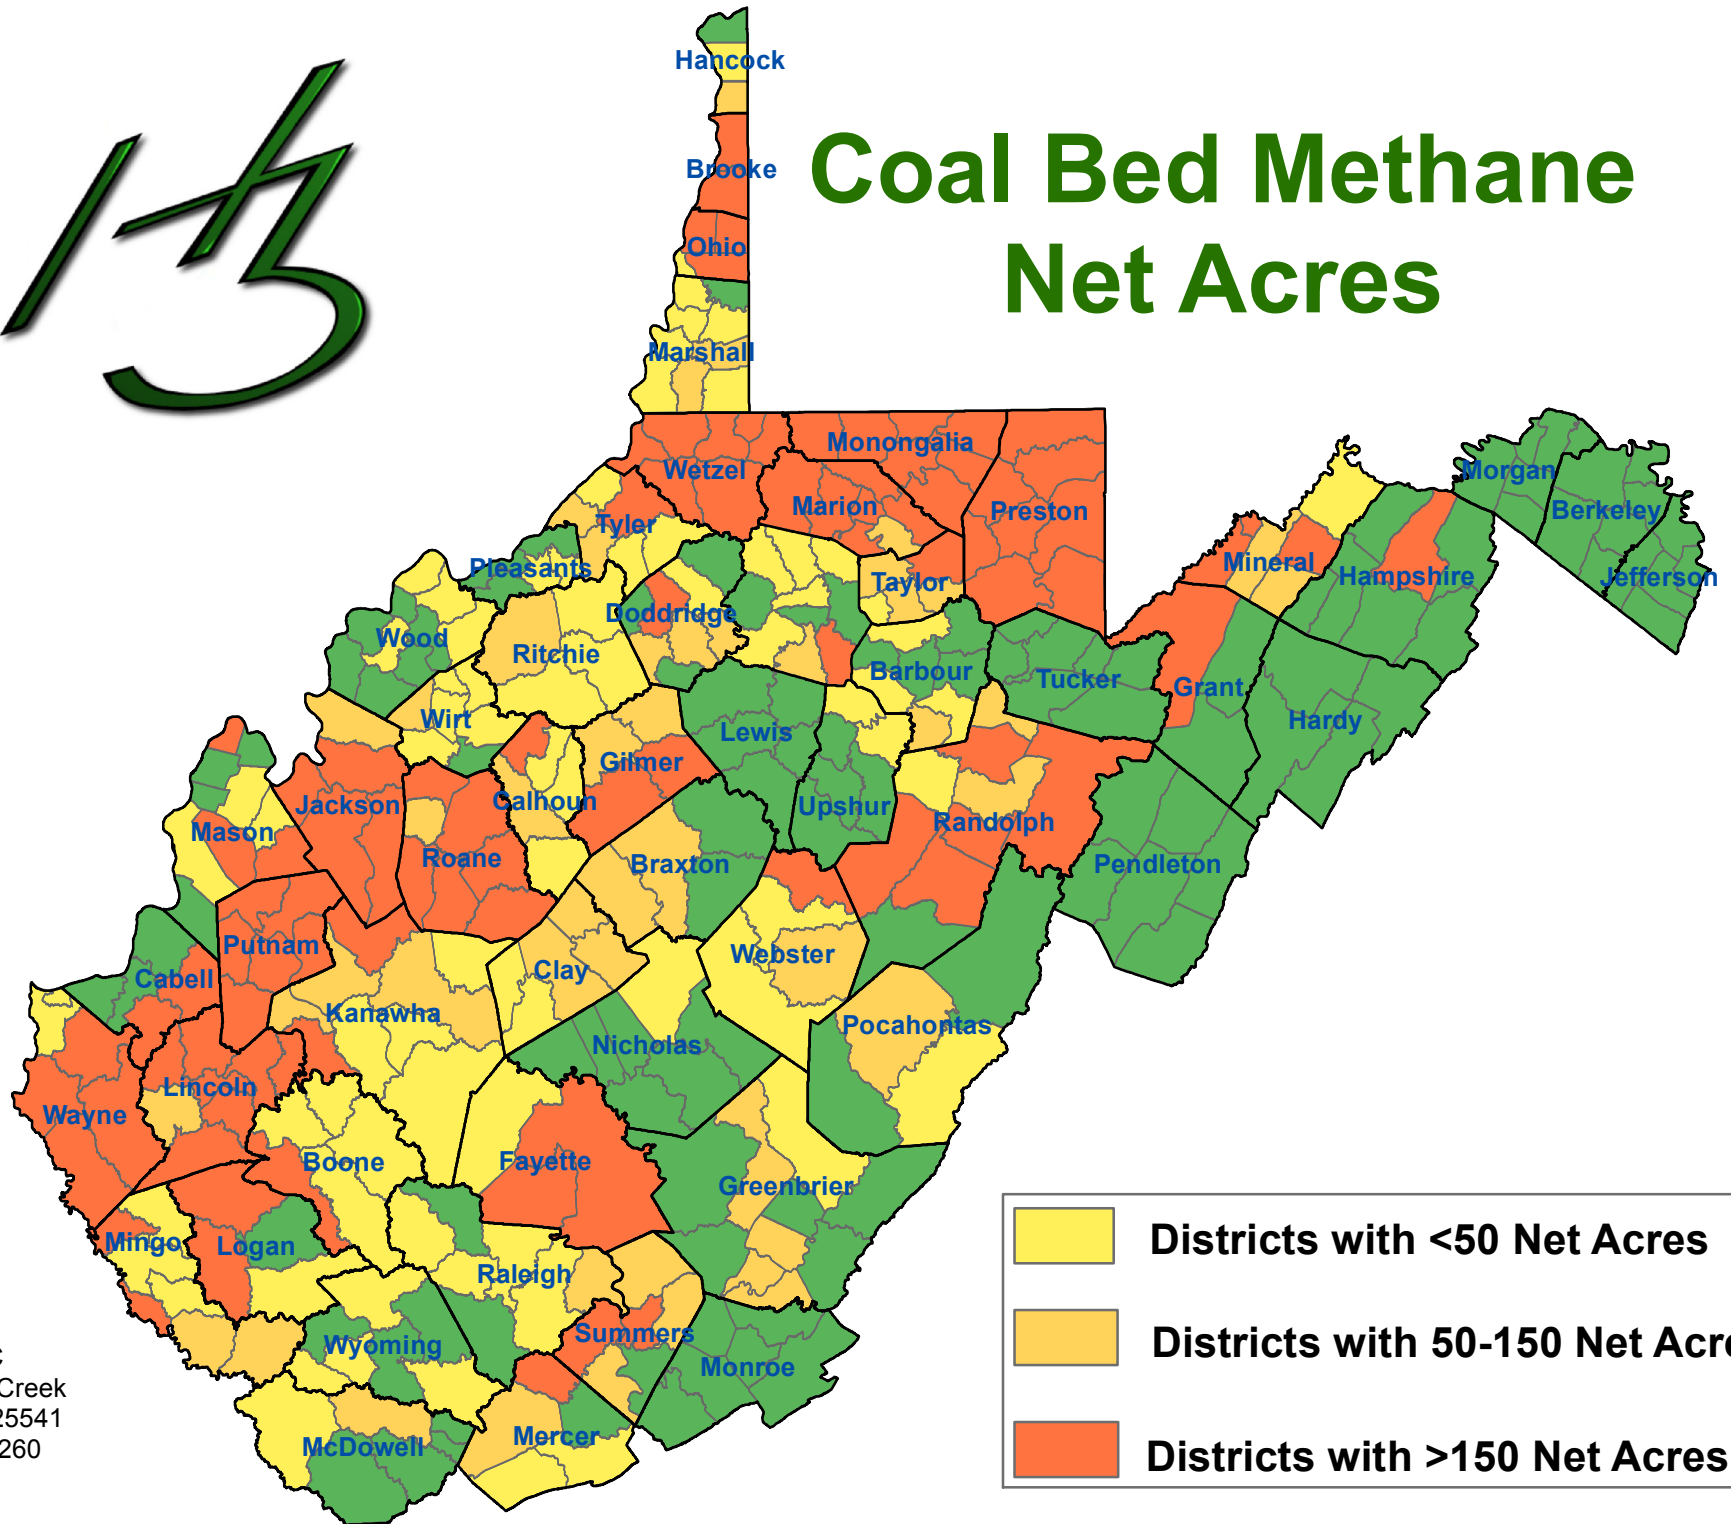 Coal Bed Methane
Net Acres
Hancock
Brooke
Ohio
Marshall
Wetzel
Monongalia
Marion
Preston
Tyler
Pleasants
Taylor
Doddridge
Wood
Ritchie
Barbour
Tucker
Wirt
Lewis
Gilmer
Calhoun
Upshur
Randolph
Jackson
Mason
Roane
Braxton
Morgan
Berkeley
Jefferson
Mineral
Hampshire
Grant
Hardy
Pendleton
Putnam
Cabell
Clay
Webster
Kanawha
Nicholas
Pocahontas
Lincoln
Wayne
Boone
Fayette
Greenbrier
Mingo
Logan
Raleigh
Wyoming
Summers
Monroe
McDowell
Mercer
Creek
25541
260
Districts with <50 Net Acres
Districts with 50-150 Net Acre
Districts with >150 Net Acres